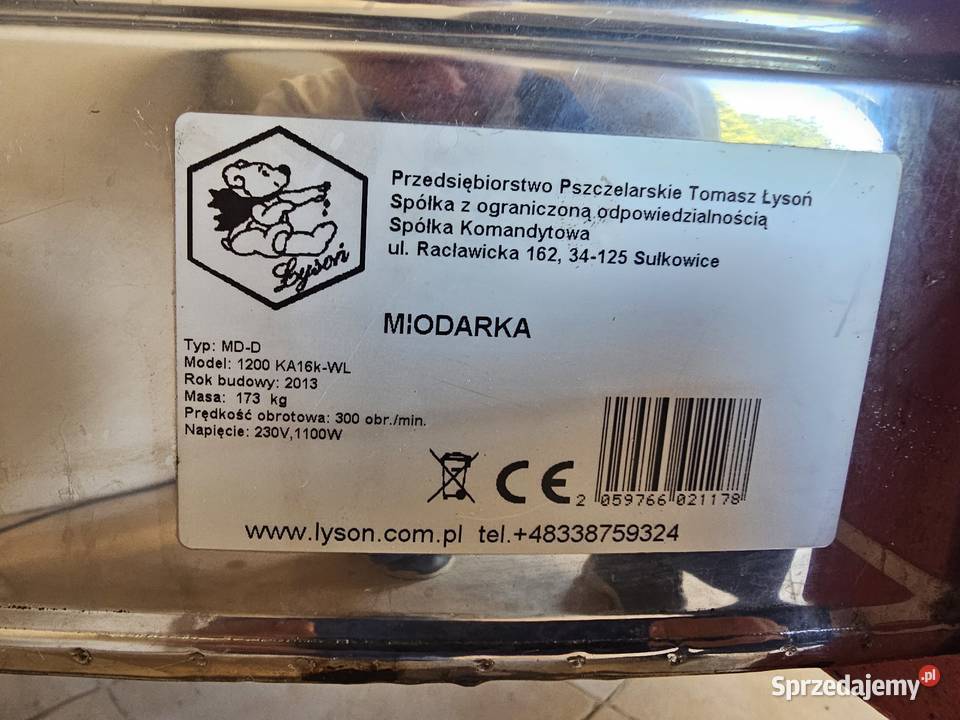 Łysoń
Przedsiębiorstwo Pszczelarskie Tomasz Łysoń
Spółka z ograniczoną odpowiedzialnością
Spółka Komandytowa
ul. Racławicka 162, 34-125 Sułkowice
MIODARKA
Typ: MD-D
Model: 1200 KA16k-WL
Rok budowy: 2013
Masa: 173 kg
Prędkość obrotowa: 300 obr./min.
Napięcie: 230V,1100W
CE
2 059766 021178
www.lyson.com.pl tel.+48338759324
Sprzedajemy.pl